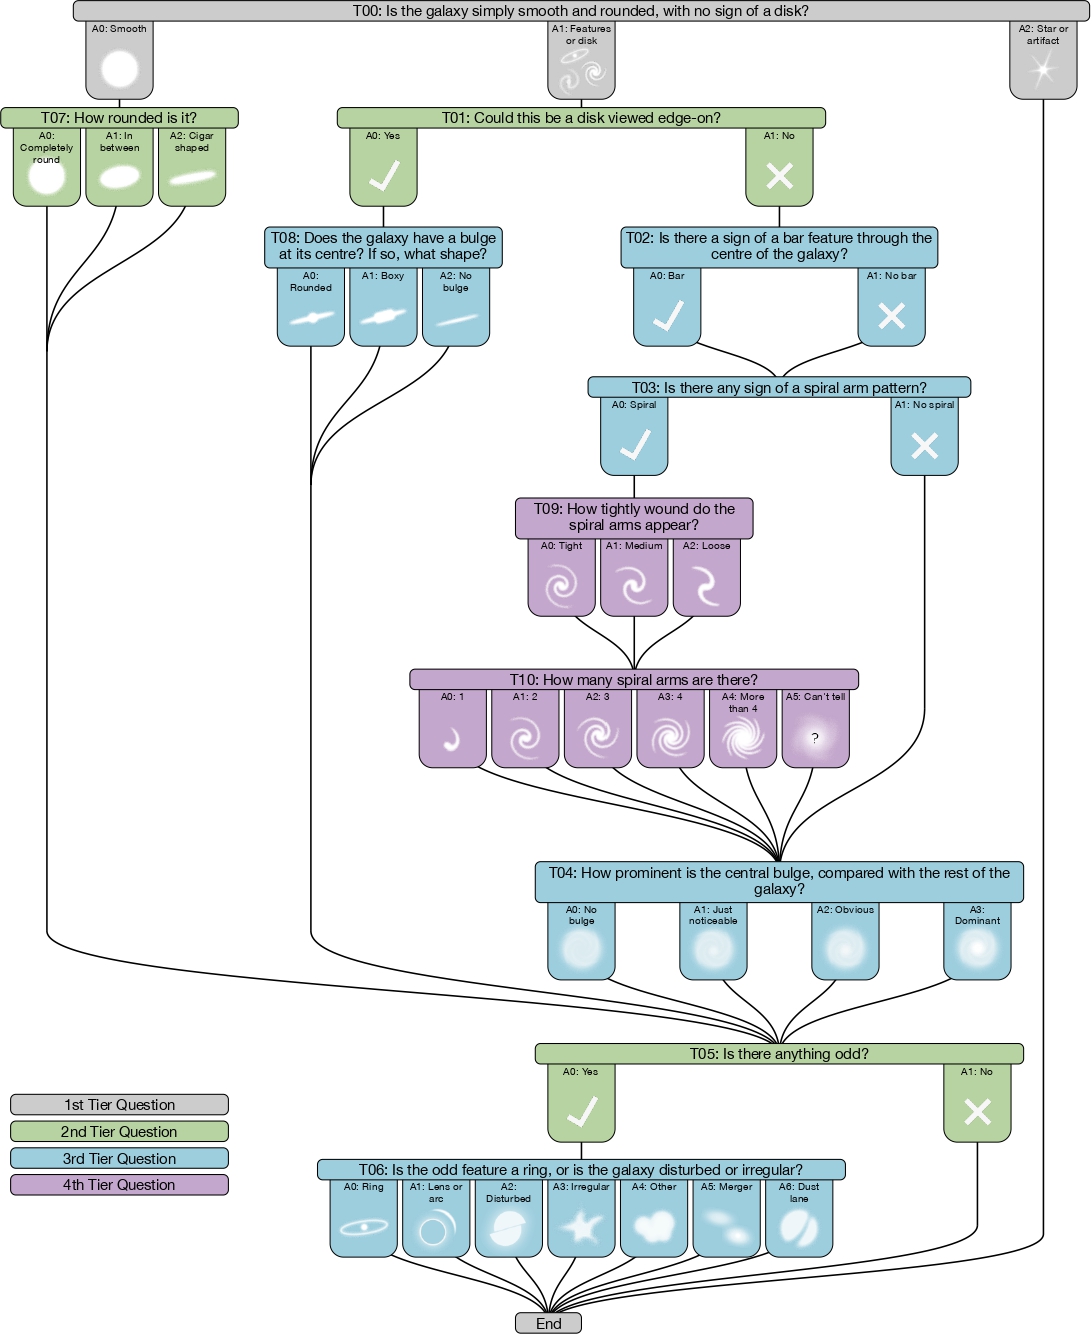 T00: Is the galaxy simply smooth and rounded, with no sign of a disk?
A0: Smooth
A1: Features
or disk
A2: Star or
artifact
T07: How rounded is it?
A0:
Completely
round
A1: In
between
A2: Cigar
shaped
T01: Could this be a disk viewed edge-on?
A0: Yes
A1: No
T08: Does the galaxy have a bulge
at its centre? If so, what shape?
A0:
Rounded
A1: Boxy
A2: No
bulge
T02: Is there a sign of a bar feature through the
centre of the galaxy?
A0: Bar
A1: No bar
T03: Is there any sign of a spiral arm pattern?
A0: Spiral
A1: No spiral
T09: How tightly wound do the
spiral arms appear?
A0: Tight
A1: Medium
A2: Loose
T10: How many spiral arms are there?
A0: 1
A1: 2
A2: 3
A3: 4
A4: More
than 4
A5: Can't tell
?
T04: How prominent is the central bulge, compared with the rest of the
galaxy?
A0: No
bulge
A1: Just
noticeable
A2: Obvious
A3:
Dominant
T05: Is there anything odd?
A0: Yes
A1: No
T06: Is the odd feature a ring, or is the galaxy disturbed or irregular?
A0: Ring
A1: Lens or
arc
A2:
Disturbed
A3: Irregular
A4: Other
A5: Merger
A6: Dust
lane
End
1st Tier Question
2nd Tier Question
3rd Tier Question
4th Tier Question